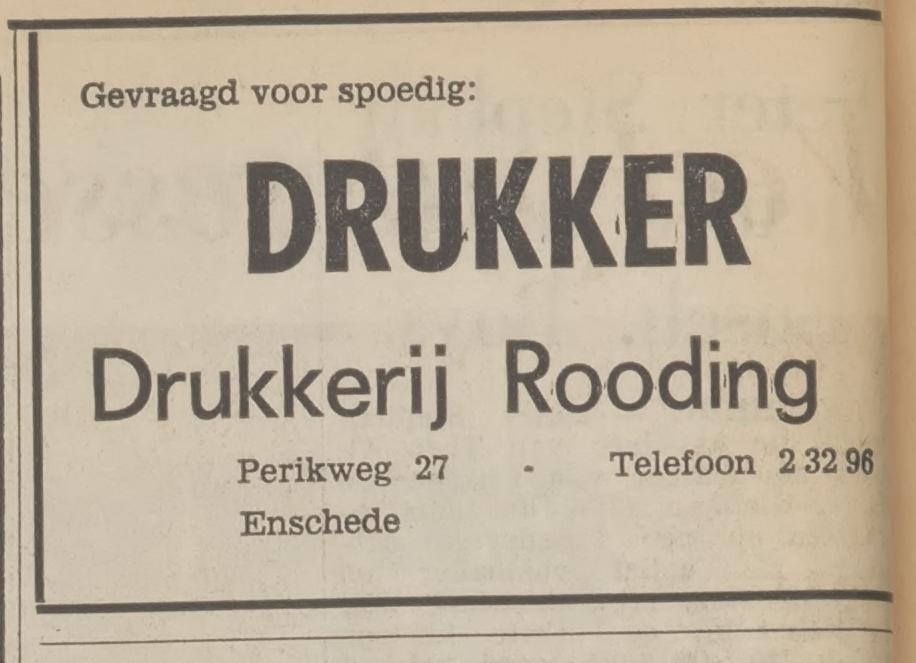 Gevraagd voor spoedig:
DRUKKER
Drukkerij Rooding
Perikweg 27 - Telefoon 2 32 96
Enschede